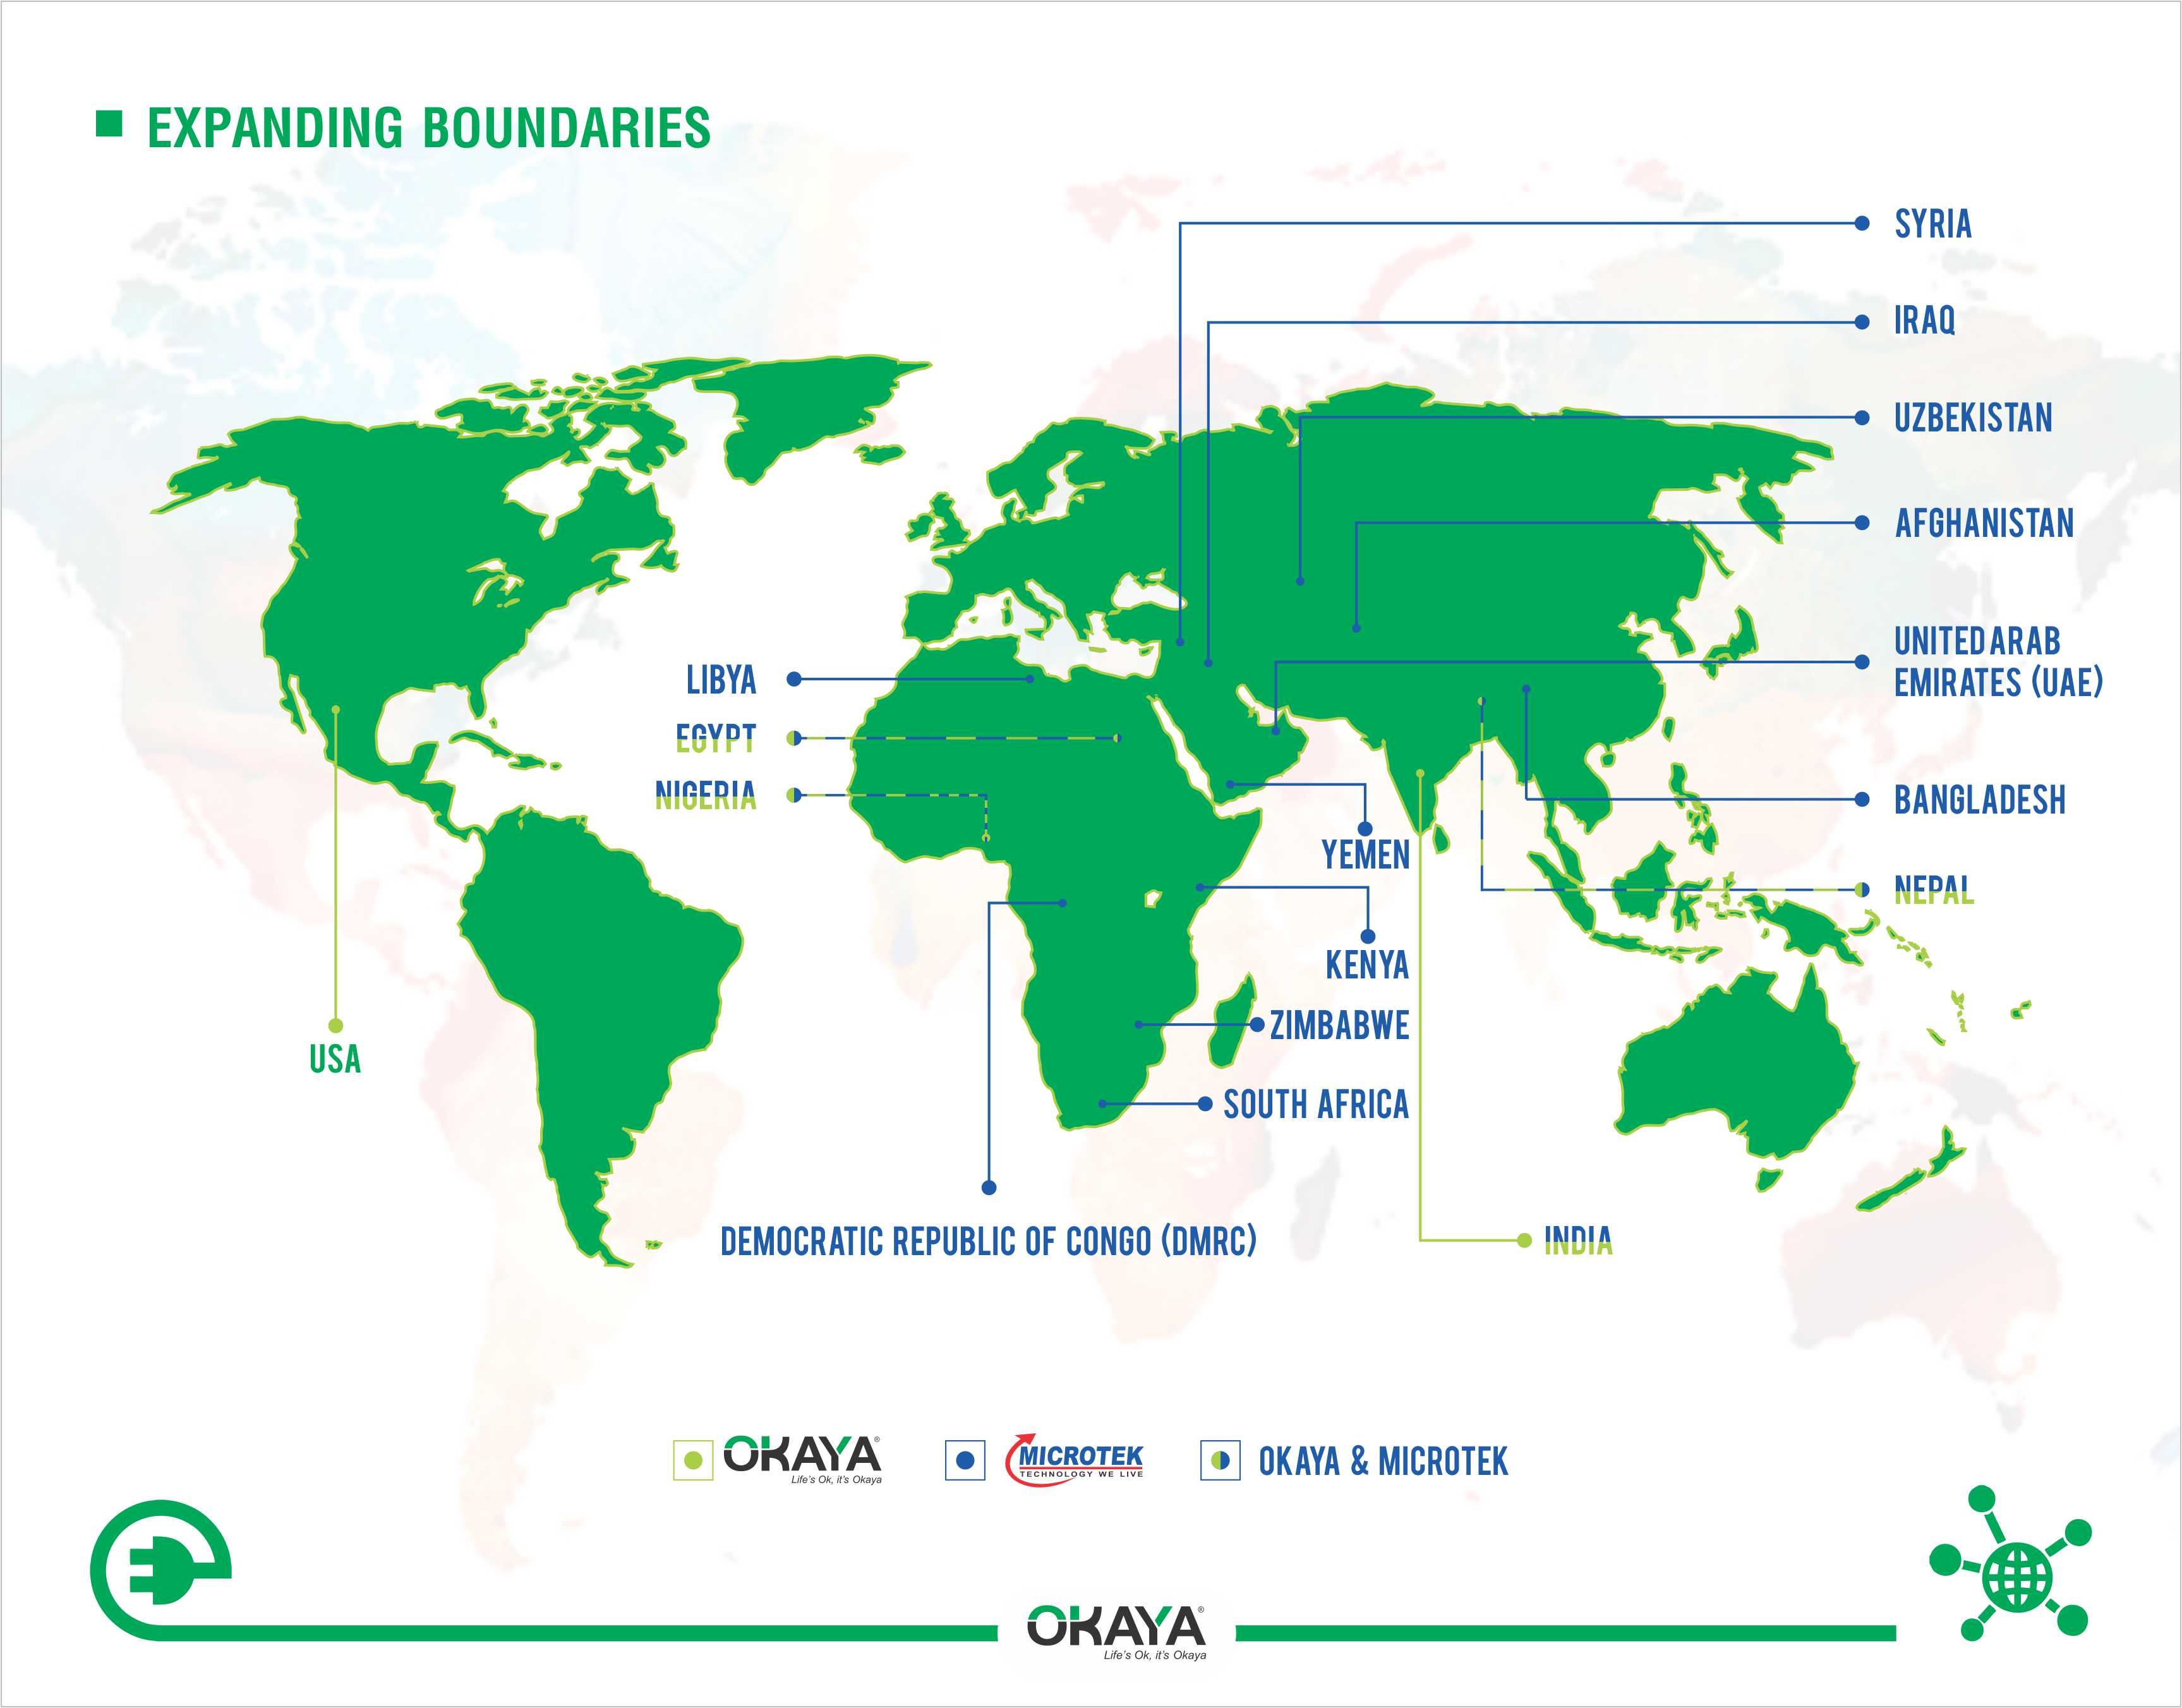 EXPANDING BOUNDARIES
SYRIA
IRAQ
UZBEKISTAN
AFGHANISTAN
UNITED ARAB
EMIRATES (UAE)
LIBYA
EGYPT
NIGERIA
BANGLADESH
YEMEN
NEPAL
KENYA
ZIMBABWE
USA
SOUTH AFRICA
DEMOCRATIC REPUBLIC OF CONGO (DMRC)
INDIA
OKAYA®
Life's Ok, it's Okaya
MICROTEK
TECHNOLOGY WE LIVE
OKAYA & MICROTEK
OKAYA®
Life's Ok, it's Okaya